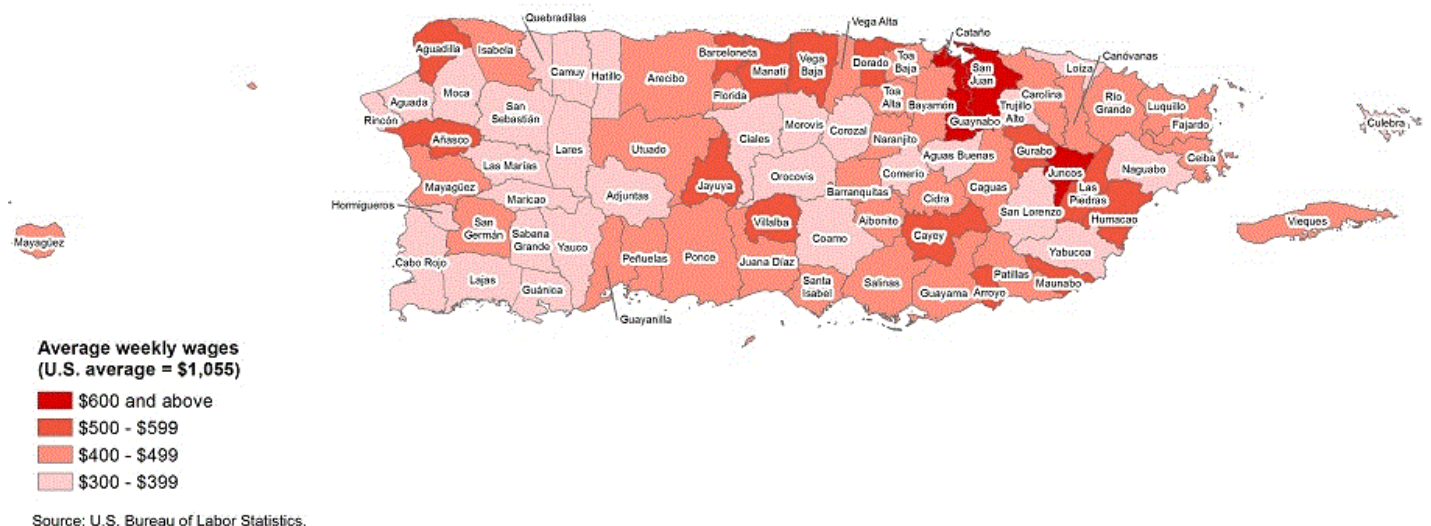 Quebradillas
Vega Alta
Cataño
Canóvanas
Aguadilla
Isabela
Camuy
Hatillo
Arecibo
Barceloneta
Manatí
Vega
Baja
Dorado
Toa
Baja
San
Juan
Loíza
Moca
Aguada
Rincón
San
Sebastián
Florida
Toa
Alta
Bayamón
Guaynabo
Trujillo
Alto
Carolina
Río
Grande
Luquillo
Fajardo
Culebra
Añasco
Las Marías
Lares
Utuado
Ciales
Morovis
Corozal
Naranjito
Aguas Buenas
Gurabo
Juncos
Naguabo
Ceiba
Mayagüez
Maricao
Adjuntas
Jayuya
Orocovis
Barranquitas
Comerío
Cidra
Caguas
Las
Piedras
San Lorenzo
Humacao
Hormigueros
San
Germán
Sabana
Grande
Yauco
Villalba
Coamo
Aibonito
Cayey
Yabucoa
Vieques
Mayagüez
Cabo Rojo
Lajas
Guánica
Peñuelas
Ponce
Juana Díaz
Santa
Isabel
Salinas
Guayama
Arroyo
Patillas
Maunabo
Guayanilla
Average weekly wages
(U.S. average = $1,055)
$600 and above
$500 - $599
$400 - $499
$300 - $399
Source: U.S. Bureau of Labor Statistics.